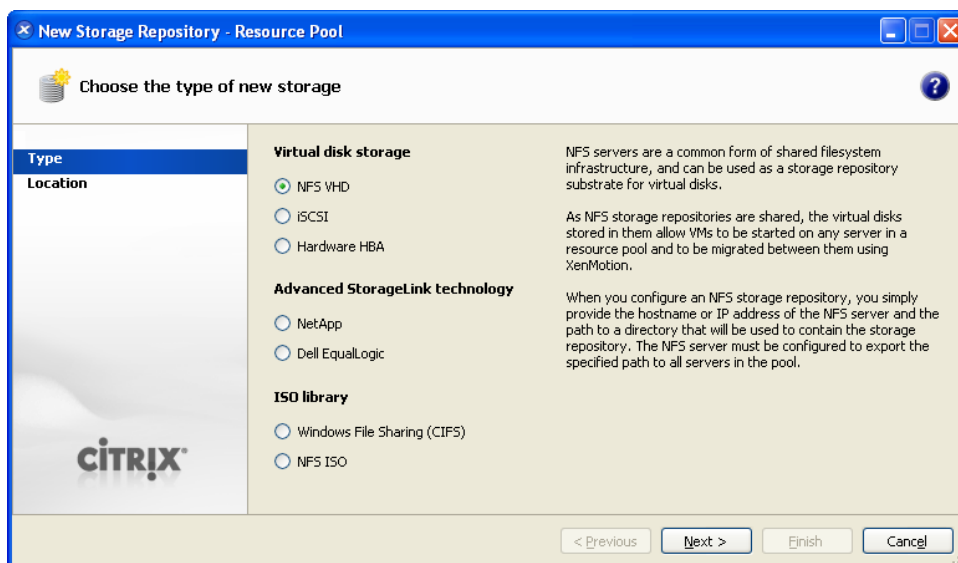 New Storage Repository - Resource Pool
Choose the type of new storage
Type
Location
CİTRIX®
Virtual disk storage
NFS VHD
iSCSI
Hardware HBA
Advanced StorageLink technology
NetApp
Dell EqualLogic
ISO library
Windows File Sharing (CIFS)
NFS ISO
NFS servers are a common form of shared filesystem
infrastructure, and can be used as a storage repository
substrate for virtual disks.
As NFS storage repositories are shared, the virtual disks
stored in them allow VMs to be started on any server in a
resource pool and to be migrated between them using
XenMotion.
When you configure an NFS storage repository, you simply
provide the hostname or IP address of the NFS server and the
path to a directory that will be used to contain the storage
repository. The NFS server must be configured to export the
specified path to all servers in the pool.
< Previous
Next >
Finish
Cancel